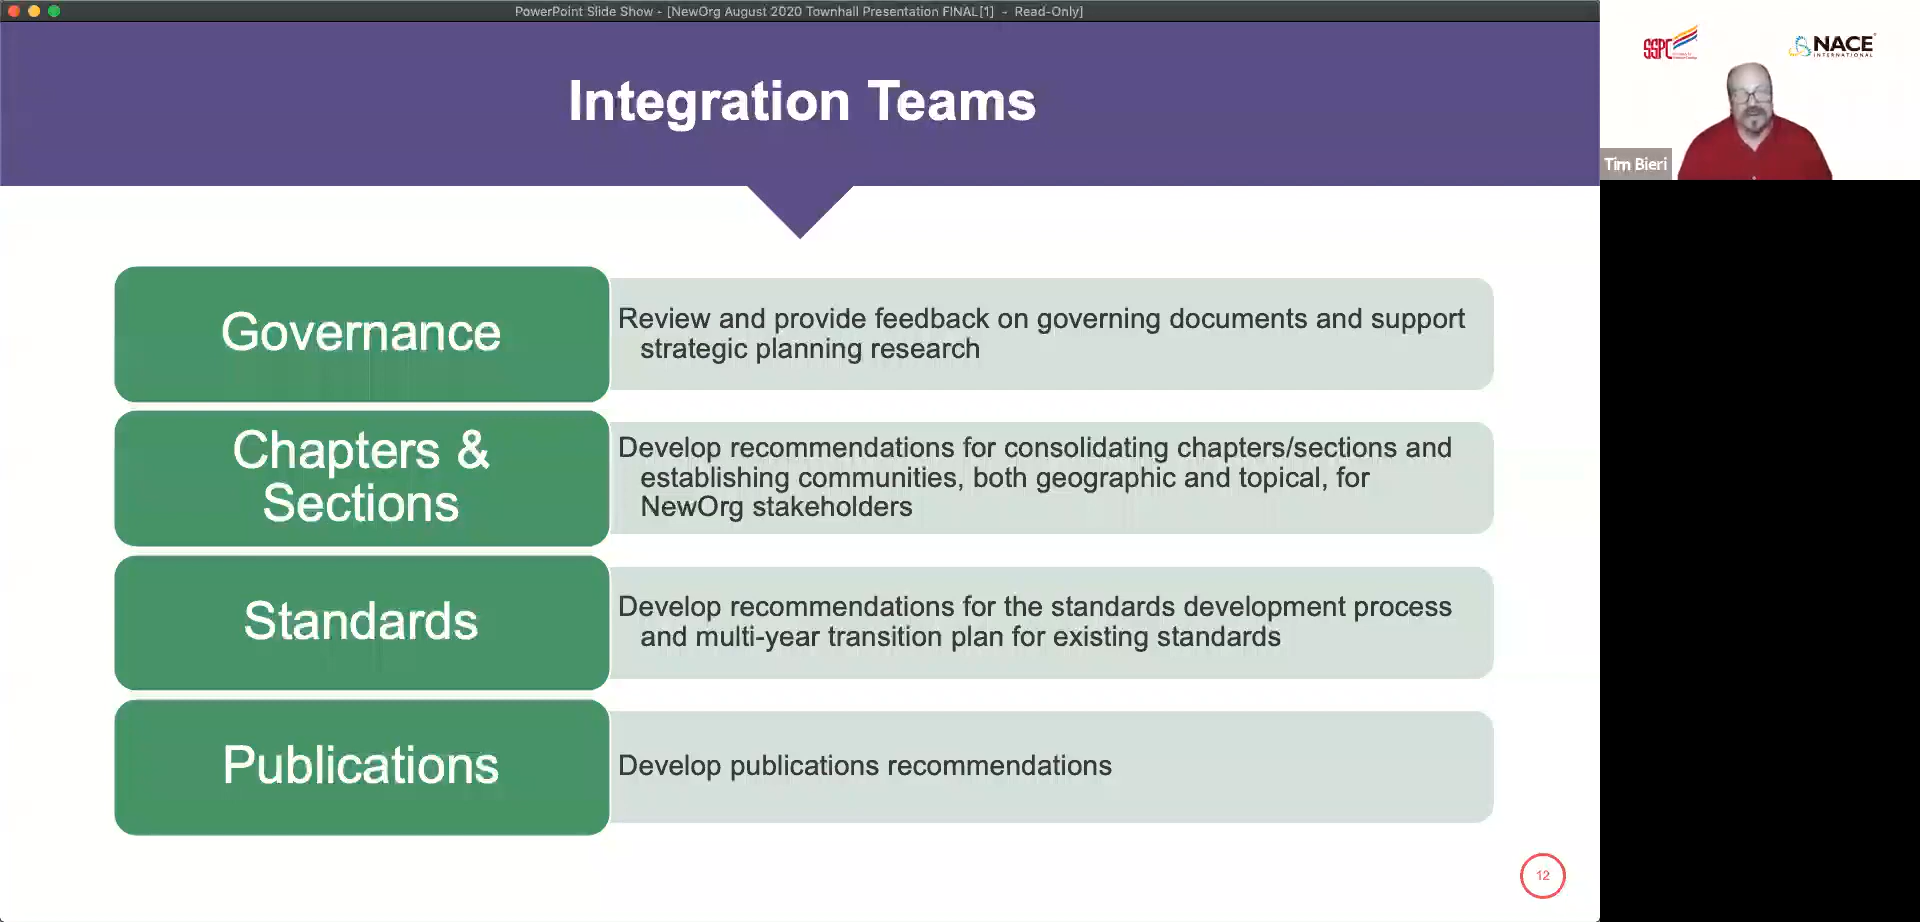 PowerPoint Slide Show - [NewOrg August 2020 Townhall Presentation FINAL[1] - Read-Only]
Integration Teams
SSPC
NACE
INTERNATIONAL
Tim Bieri
Governance
Review and provide feedback on governing documents and support
strategic planning research
Chapters &
Sections
Develop recommendations for consolidating chapters/sections and
establishing communities, both geographic and topical, for
NewOrg stakeholders
Standards
Develop recommendations for the standards development process
and multi-year transition plan for existing standards
Publications
Develop publications recommendations
12